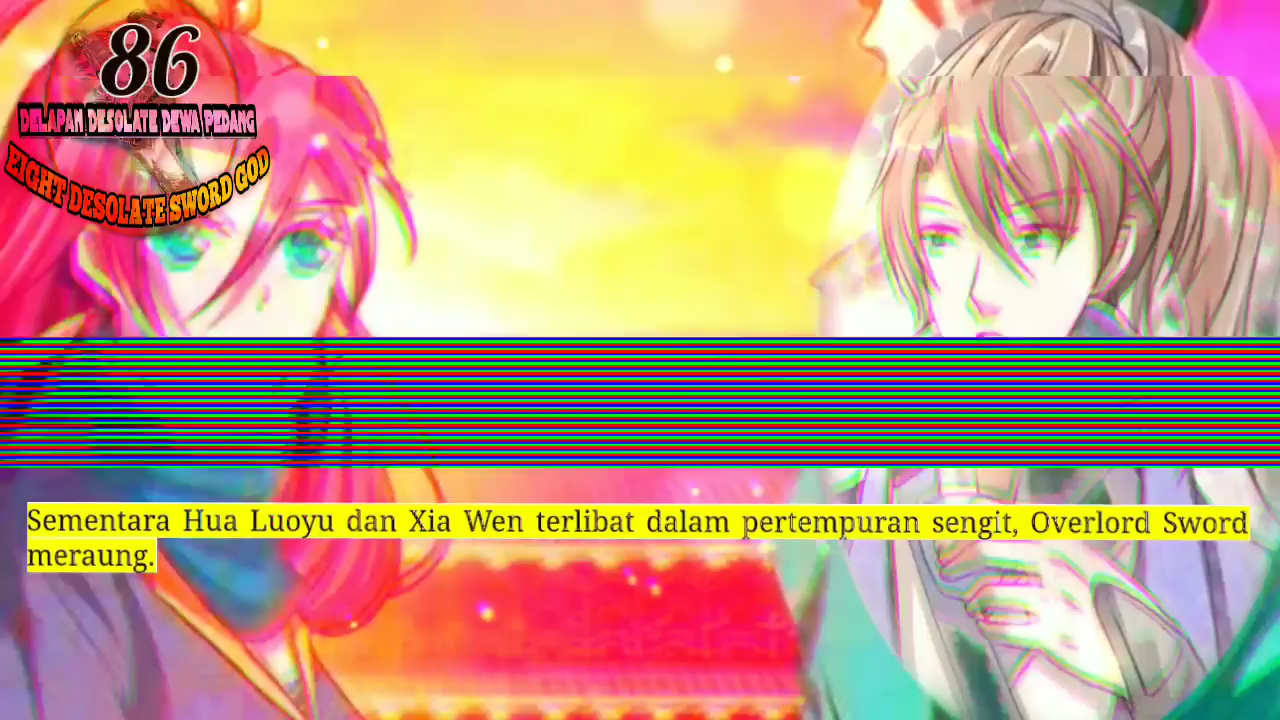 86
DELAPAN DESOLATE DEWA PEDANG
EIGHT DESOLATE SWORD GOD
Sementara Hua Luoyu dan Xia Wen terlibat dalam pertempuran sengit, Overlord Sword
meraung.